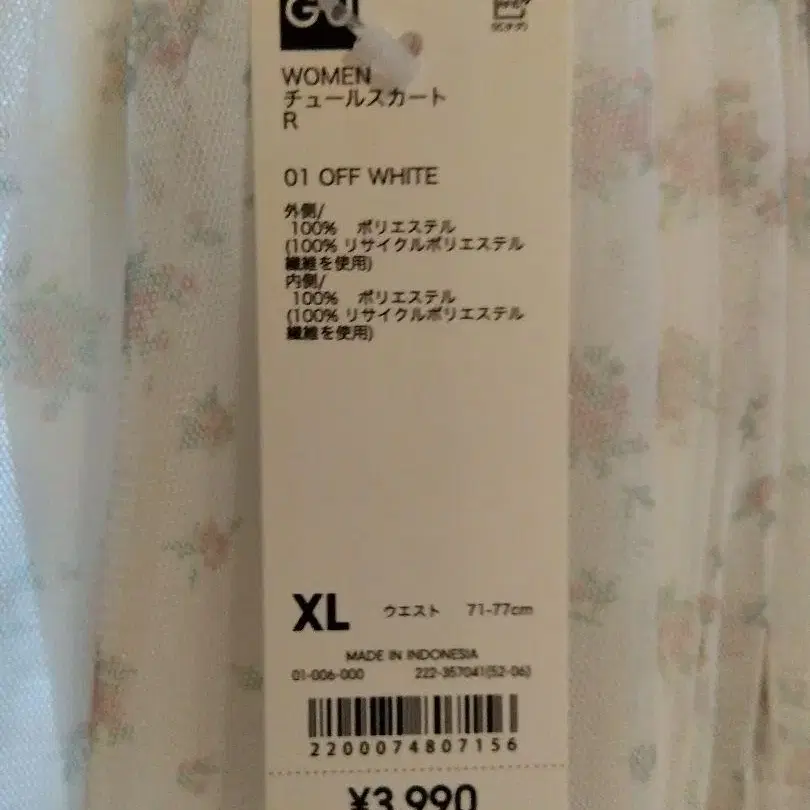 GU
WOMEN
チュールスカート
R
01 OFF WHITE
外側/
100% ポリエステル
(100% リサイクルポリエステル
繊維を使用)
内側/
100% ポリエステル
(100% リサイクルポリエステル
繊維を使用)
XL ウエスト 71-77cm
MADE IN INDONESIA
01-006-000 222-357041(52-06)
2200074807156
¥3,990